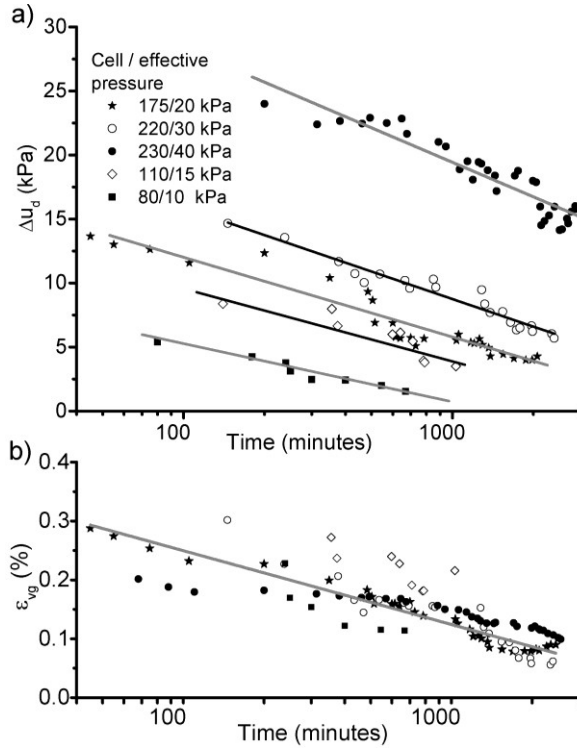 a)
30
25
20
15
10
5
0
Δu_d (kPa)
Cell / effective
pressure
175/20 kPa
220/30 kPa
230/40 kPa
110/15 kPa
80/10 kPa
100 1000
Time (minutes)
b)
0.4
0.3
0.2
0.1
0.0
ε_vg (%)
100 1000
Time (minutes)